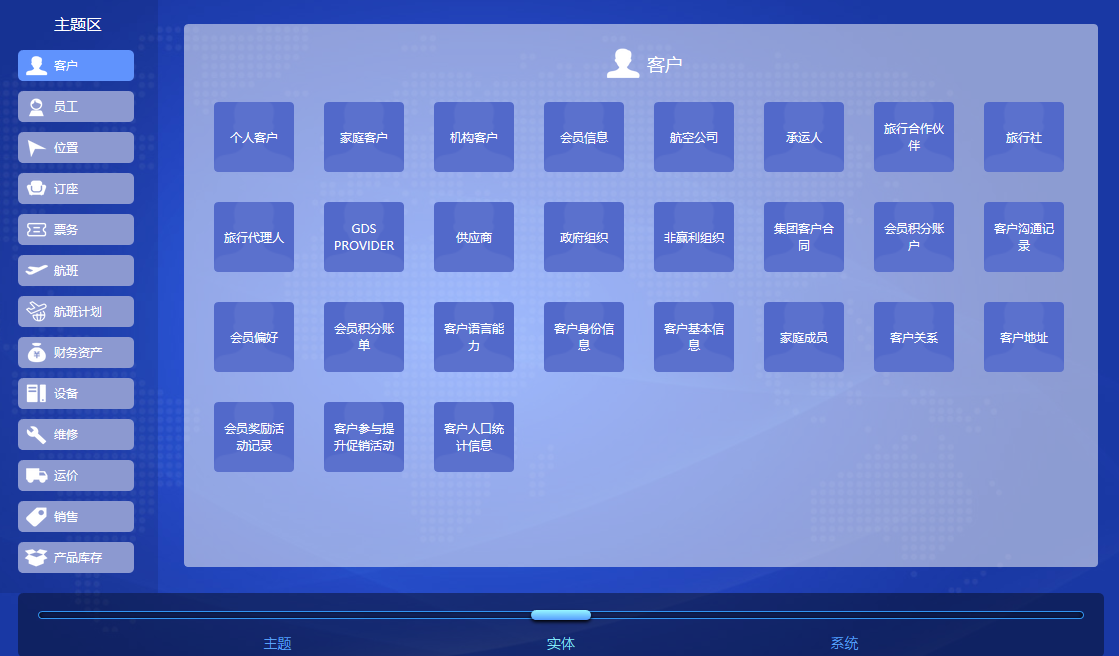 主题区
客户
员工
位置
订座
票务
航班
航班计划
财务资产
设备
维修
运价
销售
产品库存
客户
个人客户
家庭客户
机构客户
会员信息
航空公司
承运人
旅行合作伙
伴
旅行社
旅行代理人
GDS
PROVIDER
供应商
政府组织
非赢利组织
集团客户合
同
会员积分账
户
客户沟通记
录
会员偏好
会员积分账
单
客户语言能
力
客户身份信
息
客户基本信
息
家庭成员
客户关系
客户地址
会员奖励活
动记录
客户参与提
升促销活动
客户人口统
计信息
主题
实体
系统